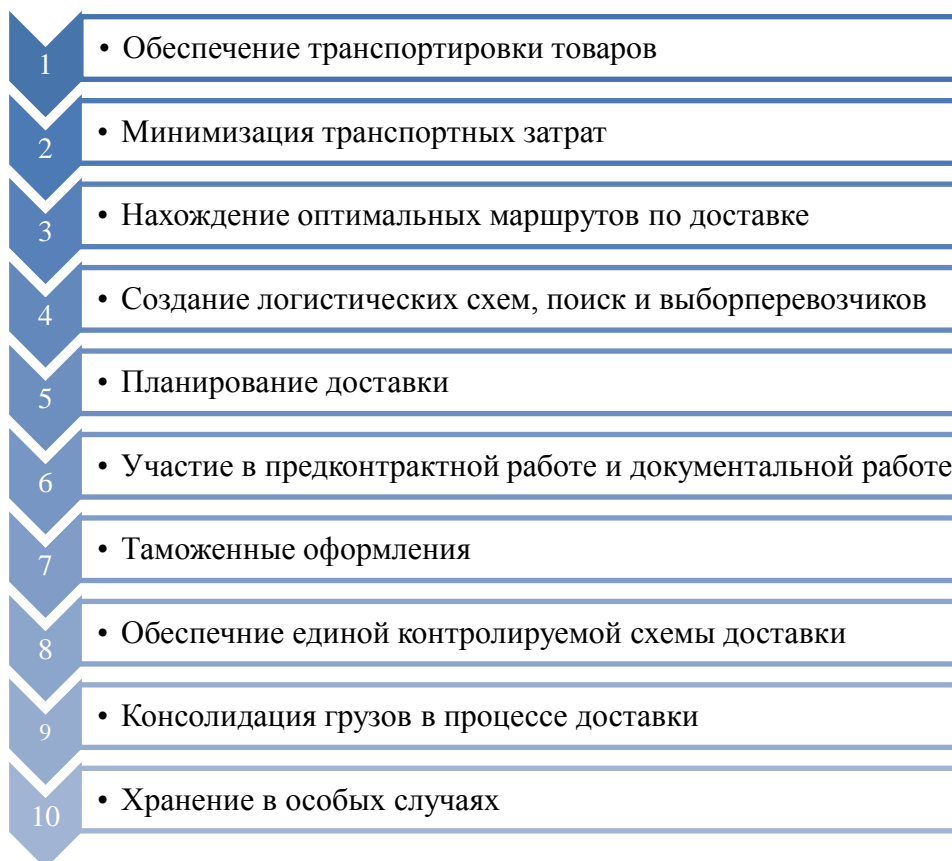 1
• Обеспечение транспортировки товаров
2
• Минимизация транспортных затрат
3
• Нахождение оптимальных маршрутов по доставке
4
• Создание логистических схем, поиск и выборперевозчиков
5
• Планирование доставки
6
• Участие в предконтрактной работе и документальной работе
7
• Таможенные оформления
8
• Обеспечние единой контролируемой схемы доставки
9
• Консолидация грузов в процессе доставки
10
• Хранение в особых случаях